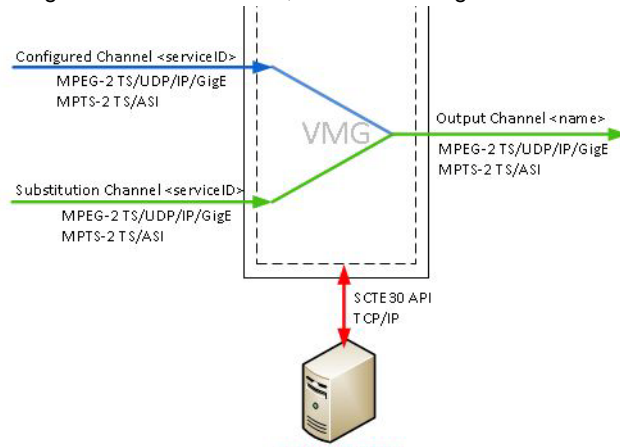 Configured Channel <serviceID>
MPEG-2 TS/UDP/IP/GigE
MPTS-2 TS/ASI
VMG
Output Channel <name>
MPEG-2 TS/UDP/IP/GigE
MPTS-2 TS/ASI
Substitution Channel <serviceID>
MPEG-2 TS/UDP/IP/GigE
MPTS-2 TS/ASI
SCTE30 API
TCP/IP